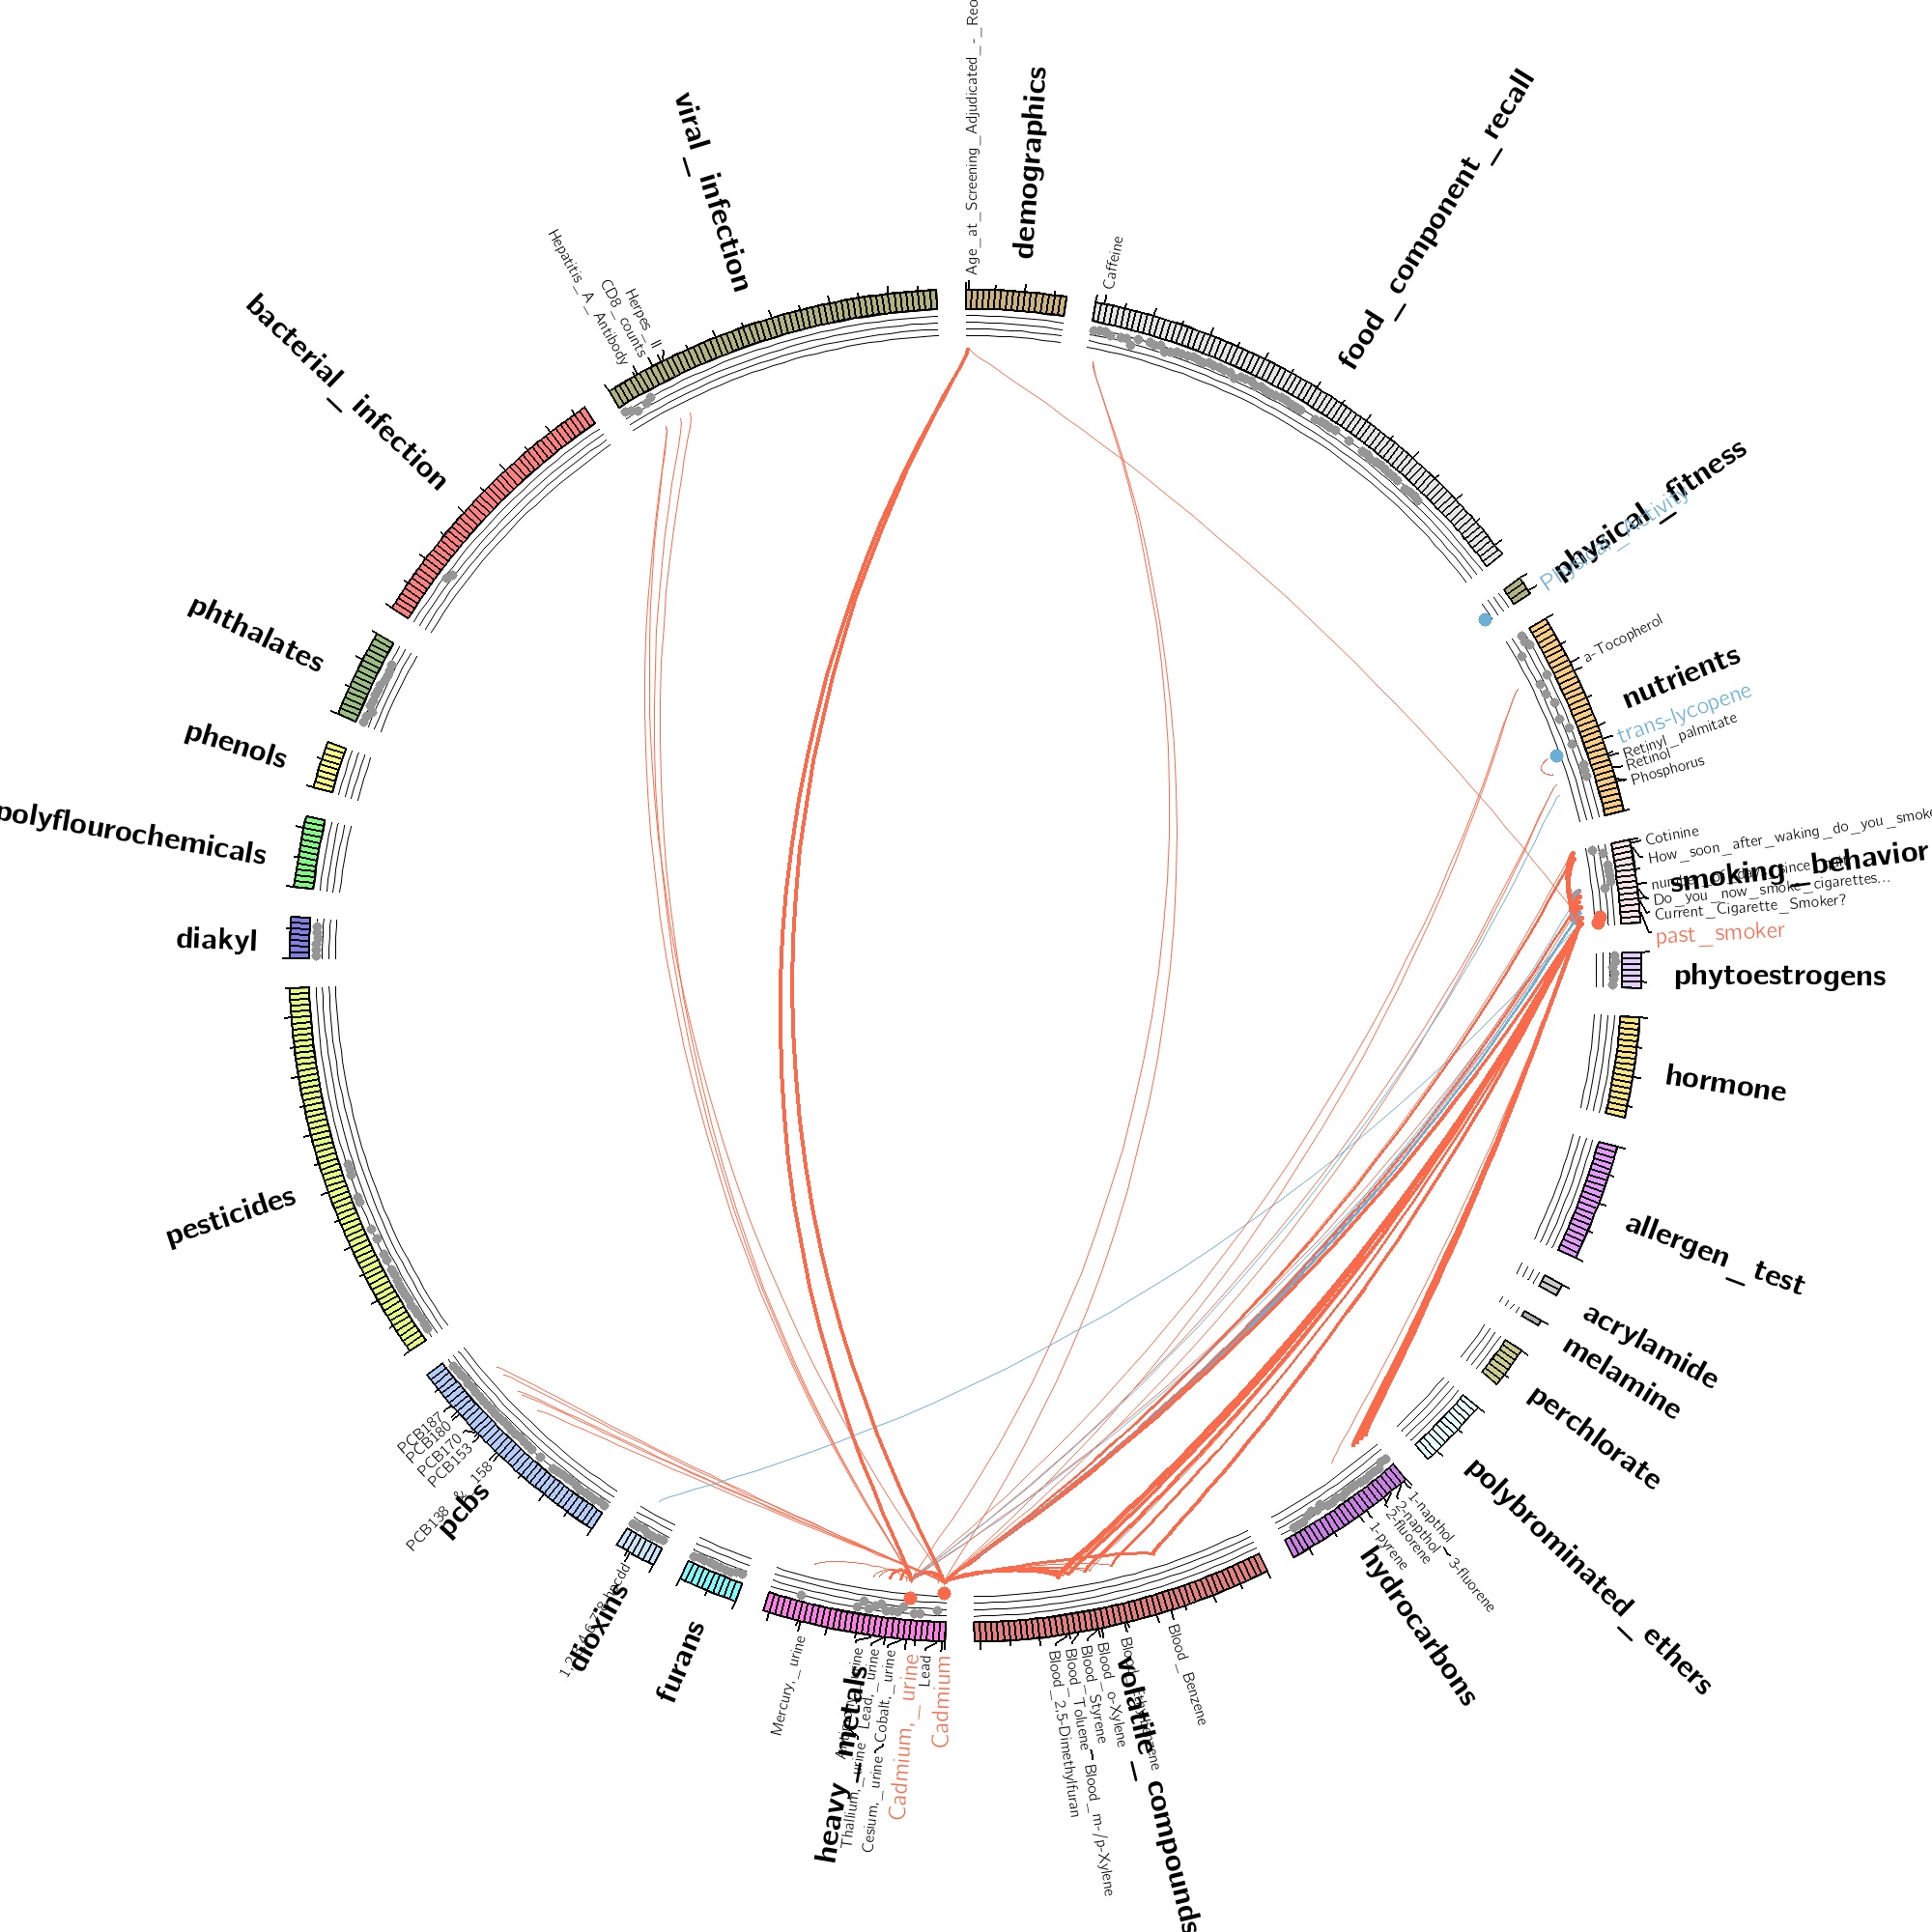 Age_at_Screening_Adjudicated_-_Reco
demographics
Caffeine
food_component_recall
physical_fitness
Physical_Activity
a-Tocopherol
nutrients
trans-lycopene
Retinyl_palmitate
Retinol
Phosphorus
Cotinine
How_soon_after_waking_do_you_smoke
smoking_behavior
Do_you_now_smoke_cigarettes...
Current_Cigarette_Smoker?
past_smoker
phytoestrogens
hormone
allergen_test
acrylamide
melamine
perchlorate
polybrominated_ethers
1-napthol
2-napthol
3-fluorene
2-fluorene
1-pyrene
hydrocarbons
Blood_Benzene
volatile_compounds
Blood_o-Xylene
Blood_Styrene
Blood_m-/p-Xylene
Blood_Toluene
Blood_2,5-Dimethylfuran
Cadmium
Lead
Cadmium,_urine
Cobalt,_urine
Cesium,_urine
Lead,_urine
Thallium,_urine
heavy_metals
Mercury,_urine
furans
dioxins
pcbs
PCB138_&_158
PCB153
PCB170
PCB180
PCB187
pesticides
diakyl
polyflourochemicals
phenols
phthalates
bacterial_infection
Hepatitis_A_Antibody
CD8_counts
Herpes_II
viral_infection